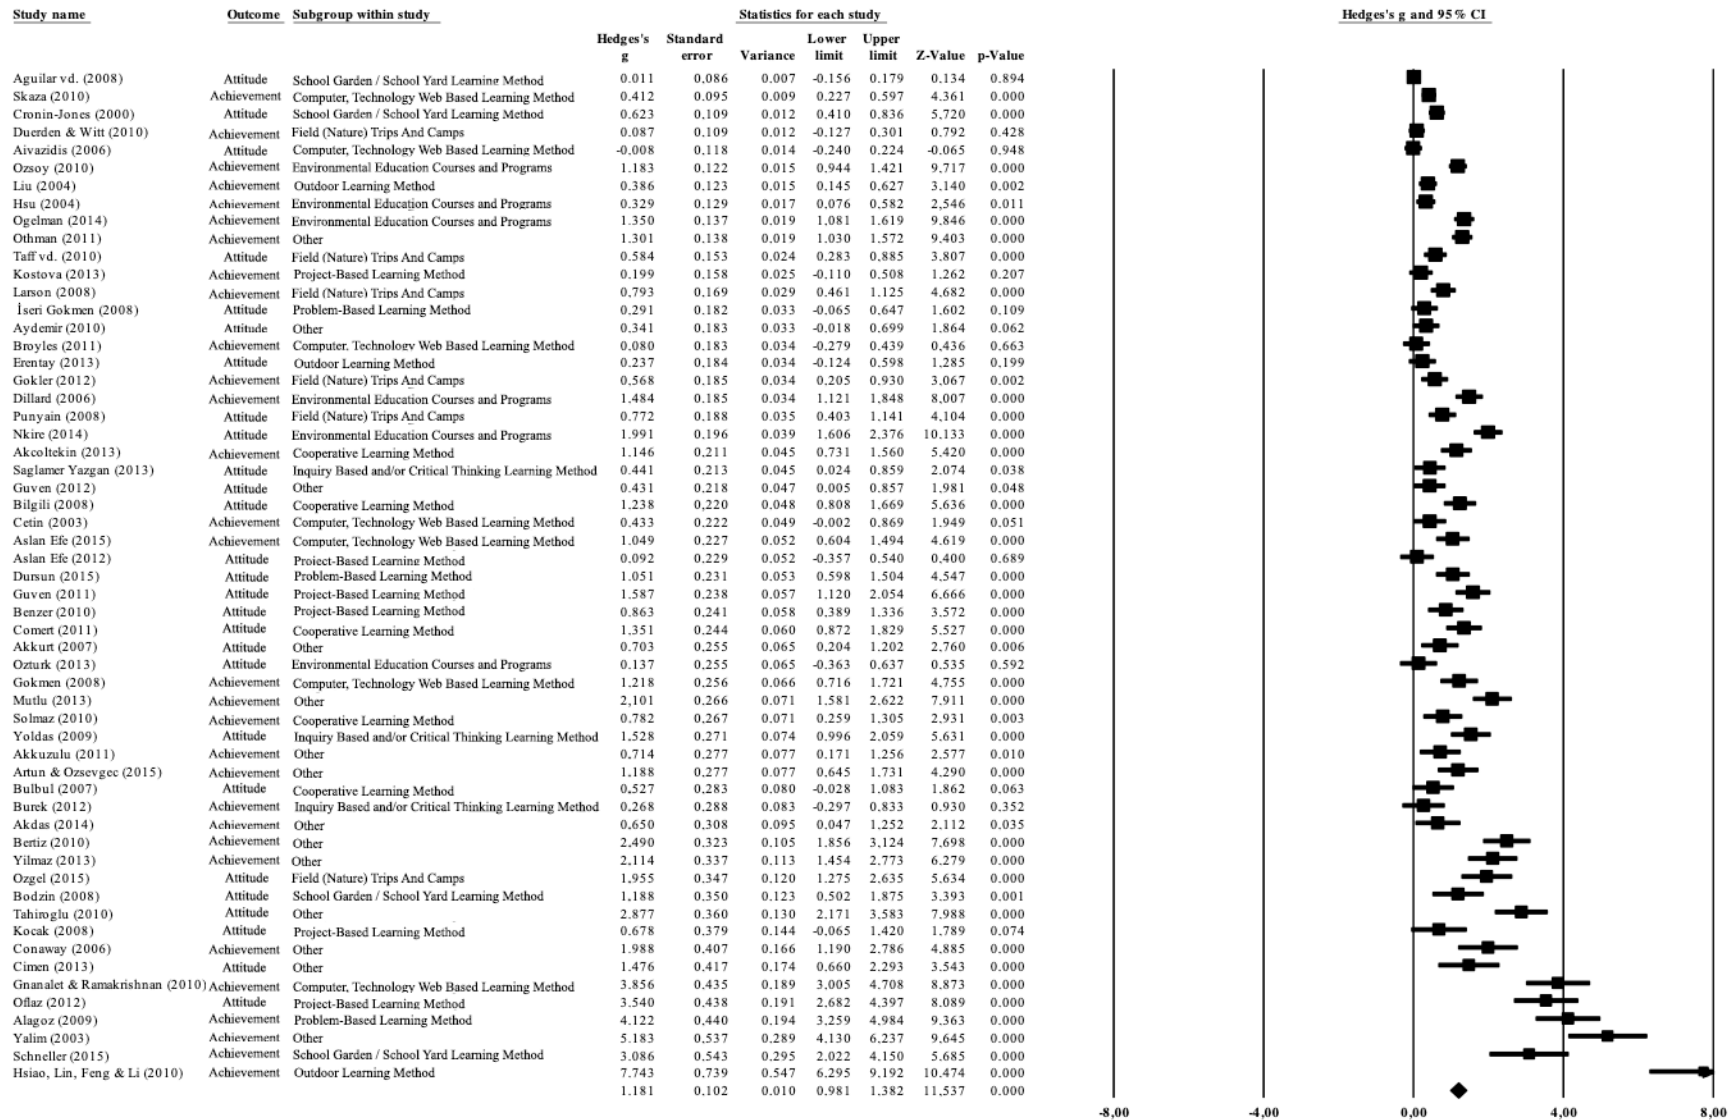 Study name Outcome Subgroup within study Statistics for each study Hedges's g and 95% CI
Hedges's Standard Lower Upper
g error Variance limit limit Z-Value p-Value
Aguilar vd. (2008) Attitude School Garden / School Yard Learning Method 0.011 0.086 0.007 -0.156 0.179 0.134 0.894
Skaza (2010) Achievement Computer, Technology Web Based Learning Method 0.412 0.095 0.009 0.227 0.597 4.361 0.000
Cronin-Jones (2000) Attitude School Garden / School Yard Learning Method 0.623 0.109 0.012 0.410 0.836 5,720 0.000
Duerden & Witt (2010) Achievement Field (Nature) Trips And Camps 0.087 0.109 0.012 -0.127 0.301 0.792 0.428
Aivazidis (2006) Attitude Computer, Technology Web Based Learning Method -0.008 0.118 0.014 -0.240 0.224 -0.065 0.948
Ozsoy (2010) Achievement Environmental Education Courses and Programs 1.183 0.122 0.015 0.944 1.421 9,717 0.000
Liu (2004) Achievement Outdoor Learning Method 0.386 0.123 0.015 0.145 0.627 3.140 0.002
Hsu (2004) Achievement Environmental Education Courses and Programs 0.329 0.129 0.017 0.076 0.582 2,546 0.011
Ogelman (2014) Achievement Environmental Education Courses and Programs 1.350 0.137 0.019 1.081 1.619 9.846 0.000
Othman (2011) Achievement Other 1.301 0.138 0.019 1.030 1.572 9.403 0.000
Taff vd. (2010) Attitude Field (Nature) Trips And Camps 0.584 0.153 0.024 0.283 0.885 3.807 0.000
Kostova (2013) Achievement Project-Based Learning Method 0.199 0.158 0.025 -0.110 0.508 1.262 0.207
Larson (2008) Achievement Field (Nature) Trips And Camps 0,793 0.169 0.029 0.461 1,125 4,682 0.000
İseri Gokmen (2008) Attitude Problem-Based Learning Method 0.291 0.182 0.033 -0.065 0.647 1.602 0.109
Aydemir (2010) Attitude Other 0.341 0.183 0.033 -0.018 0.699 1.864 0.062
Broyles (2011) Achievement Computer, Technology Web Based Learning Method 0.080 0.183 0.034 -0.279 0.439 0.436 0.663
Erentay (2013) Attitude Outdoor Learning Method 0.237 0.184 0.034 -0.124 0.598 1,285 0.199
Gokler (2012) Achievement Field (Nature) Trips And Camps 0.568 0.185 0.034 0.205 0.930 3.067 0.002
Dillard (2006) Achievement Environmental Education Courses and Programs 1.484 0.185 0.034 1.121 1.848 8,007 0.000
Punyain (2008) Attitude Field (Nature) Trips And Camps 0.772 0.188 0.035 0.403 1.141 4,104 0.000
Nkire (2014) Attitude Environmental Education Courses and Programs 1.991 0.196 0.039 1.606 2.376 10.133 0.000
Akcoltekin (2013) Achievement Cooperative Learning Method 1.146 0.211 0.045 0.731 1.560 5.420 0.000
Saglamer Yazgan (2013) Attitude Inquiry Based and/or Critical Thinking Learning Method 0.441 0.213 0.045 0.024 0.859 2.074 0.038
Guven (2012) Attitude Other 0.431 0.218 0.047 0.005 0.857 1.981 0.048
Bilgili (2008) Attitude Cooperative Learning Method 1.238 0,220 0.048 0.808 1.669 5.636 0.000
Cetin (2003) Achievement Computer, Technology Web Based Learning Method 0.433 0.222 0.049 -0.002 0.869 1.949 0.051
Aslan Efe (2015) Achievement Computer, Technology Web Based Learning Method 1.049 0.227 0.052 0.604 1.494 4.619 0.000
Aslan Efe (2012) Attitude Project-Based Learning Method 0.092 0.229 0.052 -0.357 0.540 0.400 0.689
Dursun (2015) Attitude Problem-Based Learning Method 1.051 0.231 0.053 0.598 1.504 4.547 0.000
Guven (2011) Attitude Project-Based Learning Method 1.587 0.238 0.057 1.120 2.054 6.666 0.000
Benzer (2010) Attitude Project-Based Learning Method 0.863 0.241 0.058 0.389 1.336 3.572 0.000
Comert (2011) Attitude Cooperative Learning Method 1.351 0.244 0.060 0.872 1.829 5.527 0.000
Akkurt (2007) Attitude Other 0.703 0.255 0.065 0.204 1.202 2.760 0.006
Ozturk (2013) Attitude Environmental Education Courses and Programs 0.137 0.255 0.065 -0.363 0.637 0.535 0.592
Gokmen (2008) Achievement Computer, Technology Web Based Learning Method 1.218 0.256 0.066 0.716 1.721 4,755 0.000
Mutlu (2013) Achievement Other 2,101 0.266 0.071 1.581 2.622 7.911 0.000
Solmaz (2010) Achievement Cooperative Learning Method 0.782 0.267 0.071 0.259 1.305 2.931 0.003
Yoldas (2009) Attitude Inquiry Based and/or Critical Thinking Learning Method 1.528 0.271 0.074 0.996 2.059 5.631 0.000
Akkuzulu (2011) Achievement Other 0.714 0.277 0.077 0.171 1.256 2.577 0.010
Artun & Ozsevgec (2015) Achievement Other 1.188 0.277 0.077 0.645 1.731 4.290 0.000
Bulbul (2007) Attitude Cooperative Learning Method 0.527 0.283 0.080 -0.028 1.083 1.862 0.063
Burek (2012) Achievement Inquiry Based and/or Critical Thinking Learning Method 0.268 0.288 0.083 -0.297 0.833 0.930 0.352
Akdas (2014) Achievement Other 0.650 0.308 0.095 0.047 1.252 2.112 0.035
Bertiz (2010) Achievement Other 2.490 0.323 0.105 1.856 3,124 7.698 0.000
Yilmaz (2013) Achievement Other 2.114 0.337 0.113 1.454 2.773 6.279 0.000
Ozgel (2015) Attitude Field (Nature) Trips And Camps 1.955 0.347 0.120 1.275 2.635 5.634 0.000
Bodzin (2008) Attitude School Garden / School Yard Learning Method 1.188 0.350 0.123 0.502 1.875 3.393 0.001
Tahiroglu (2010) Attitude Other 2.877 0.360 0.130 2.171 3.583 7.988 0.000
Kocak (2008) Attitude Project-Based Learning Method 0.678 0.379 0.144 -0.065 1.420 1.789 0.074
Conaway (2006) Achievement Other 1.988 0.407 0.166 1.190 2.786 4.885 0.000
Cimen (2013) Attitude Other 1.476 0.417 0.174 0.660 2.293 3.543 0.000
Gnanalet & Ramakrishnan (2010) Achievement Computer, Technology Web Based Learning Method 3.856 0.435 0.189 3.005 4.708 8.873 0.000
Oflaz (2012) Attitude Project-Based Learning Method 3.540 0.438 0.191 2,682 4.397 8.089 0.000
Alagoz (2009) Achievement Problem-Based Learning Method 4.122 0.440 0.194 3.259 4.984 9.363 0.000
Yalim (2003) Achievement Other 5.183 0.537 0.289 4.130 6.237 9.645 0.000
Schneller (2015) Achievement School Garden / School Yard Learning Method 3.086 0.543 0.295 2.022 4.150 5.685 0.000
Hsiao, Lin, Feng & Li (2010) Achievement Outdoor Learning Method 7.743 0.739 0.547 6.295 9.192 10.474 0.000
1.181 0.102 0.010 0.981 1.382 11,537 0.000
-8,00 -4,00 0,00 4,00 8,00